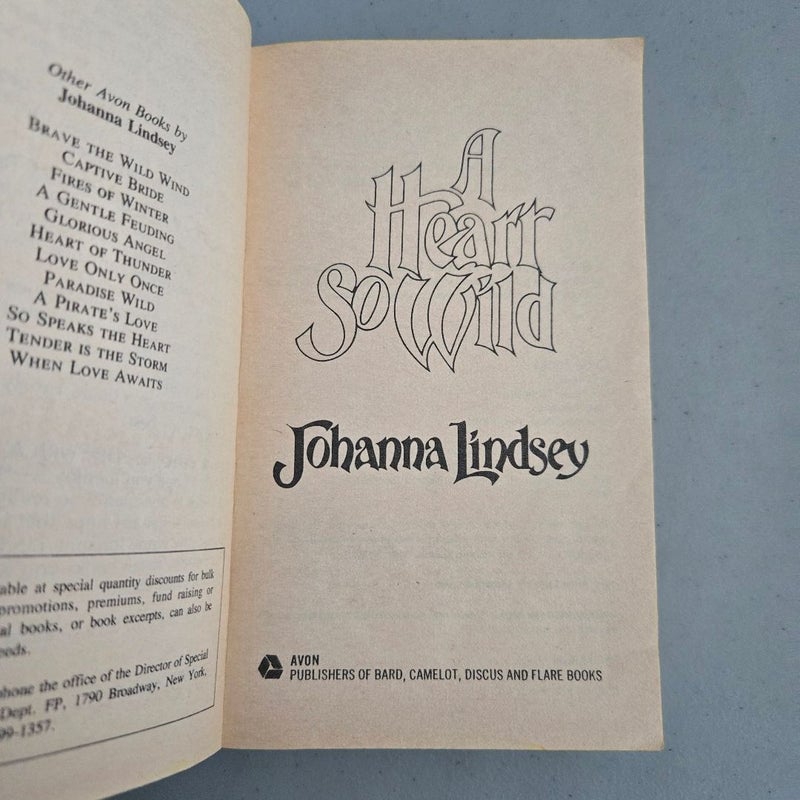 Other Avon Books by
Johanna Lindsey
BRAVE THE WILD WIND
CAPTIVE BRIDE
FIRES OF WINTER
A GENTLE FEUDING
GLORIOUS ANGEL
HEART OF THUNDER
LOVE ONLY ONCE
PARADISE WILD
A PIRATE'S LOVE
SO SPEAKS THE HEART
TENDER IS THE STORM
WHEN LOVE AWAITS
able at special quantity discounts for bulk
promotions, premiums, fund raising or
al books, or book excerpts, can also be
eeds.
phone the office of the Director of Special
Dept. FP, 1790 Broadway, New York,
99-1357.
A
Heart
So Wild
Johanna Lindsey
AVON
PUBLISHERS OF BARD, CAMELOT, DISCUS AND FLARE BOOKS